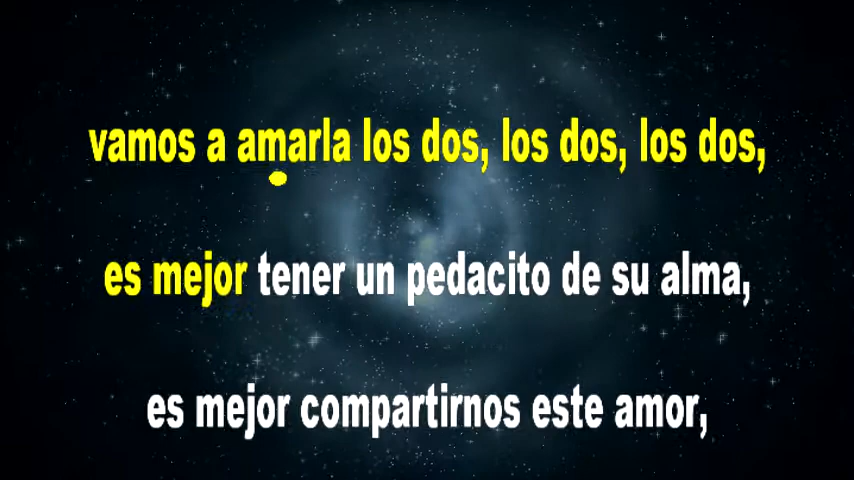 vamos a amarla los dos, los dos, los dos,
es mejor tener un pedacito de su alma,
es mejor compartirnos este amor,